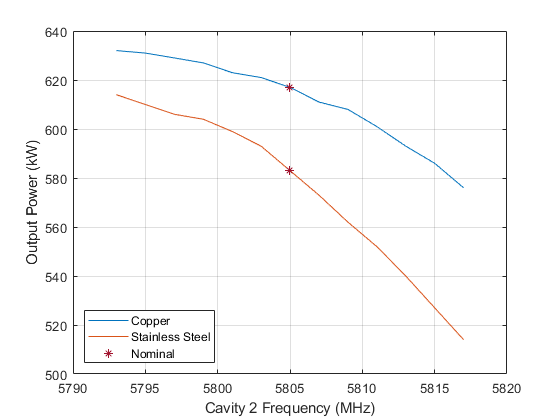 640
620
600
580
560
540
520
500
Output Power (kW)
Copper
Stainless Steel
Nominal
5790 5795 5800 5805 5810 5815 5820
Cavity 2 Frequency (MHz)